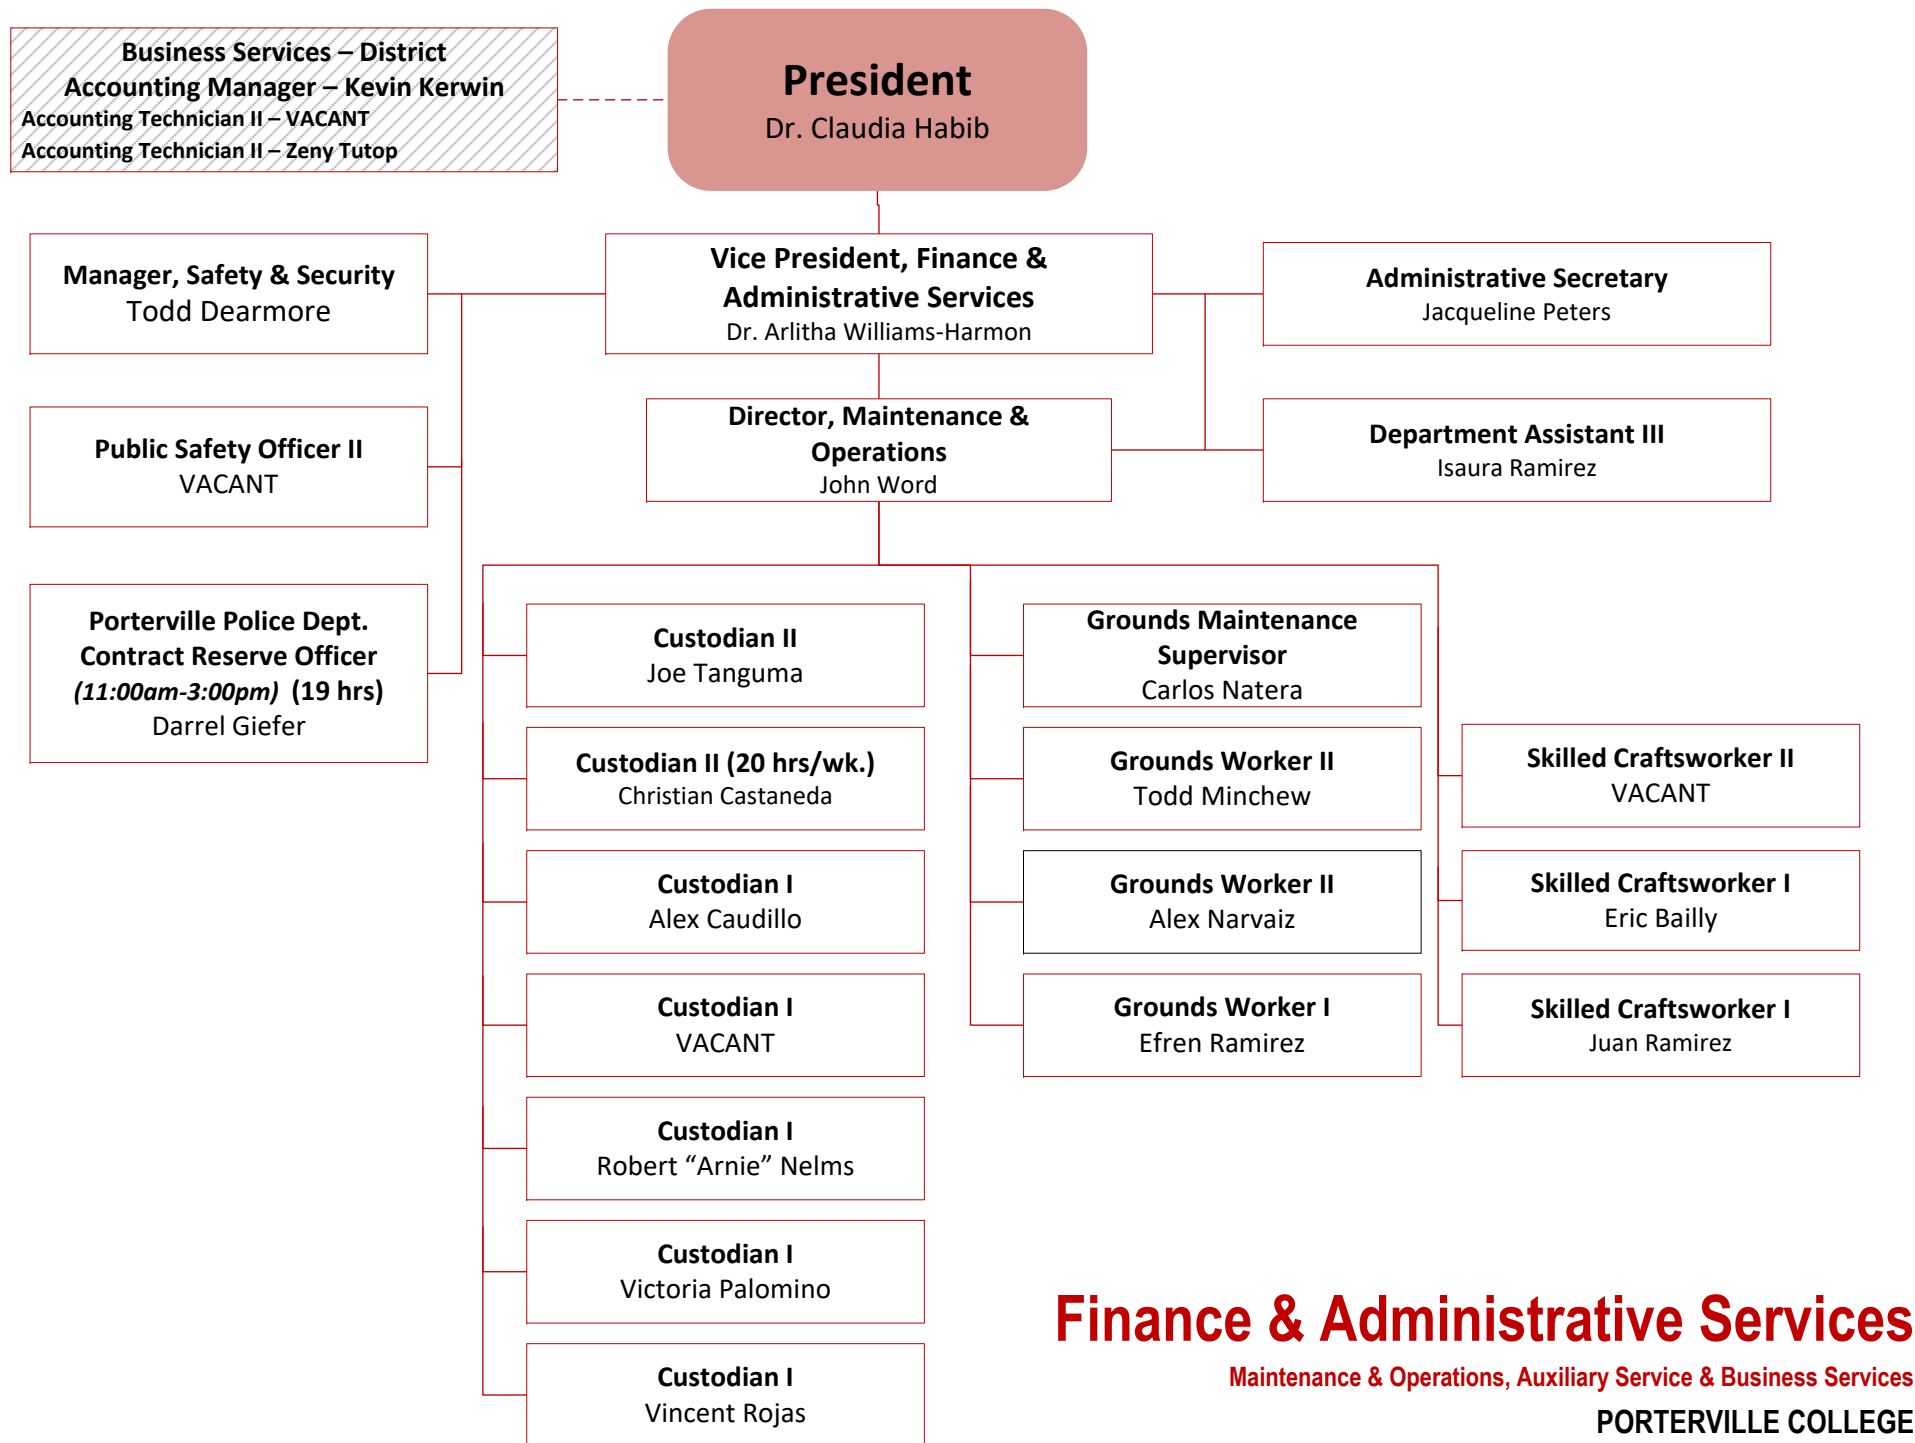 Business Services – District
Accounting Manager – Kevin Kerwin
Accounting Technician II – VACANT
Accounting Technician II – Zeny Tutop
President
Dr. Claudia Habib
Manager, Safety & Security
Todd Dearmore
Vice President, Finance &
Administrative Services
Dr. Arlitha Williams-Harmon
Administrative Secretary
Jacqueline Peters
Public Safety Officer II
VACANT
Director, Maintenance &
Operations
John Word
Department Assistant III
Isaura Ramirez
Porterville Police Dept.
Contract Reserve Officer
(11:00am-3:00pm) (19 hrs)
Darrel Giefer
Custodian II
Joe Tanguma
Custodian II (20 hrs/wk.)
Christian Castaneda
Custodian I
Alex Caudillo
Custodian I
VACANT
Custodian I
Robert “Arnie” Nelms
Custodian I
Victoria Palomino
Custodian I
Vincent Rojas
Grounds Maintenance
Supervisor
Carlos Natera
Grounds Worker II
Todd Minchew
Grounds Worker II
Alex Narvaiz
Grounds Worker I
Efren Ramirez
Skilled Craftsworker II
VACANT
Skilled Craftsworker I
Eric Bailly
Skilled Craftsworker I
Juan Ramirez
Finance & Administrative Services
Maintenance & Operations, Auxiliary Service & Business Services
PORTERVILLE COLLEGE